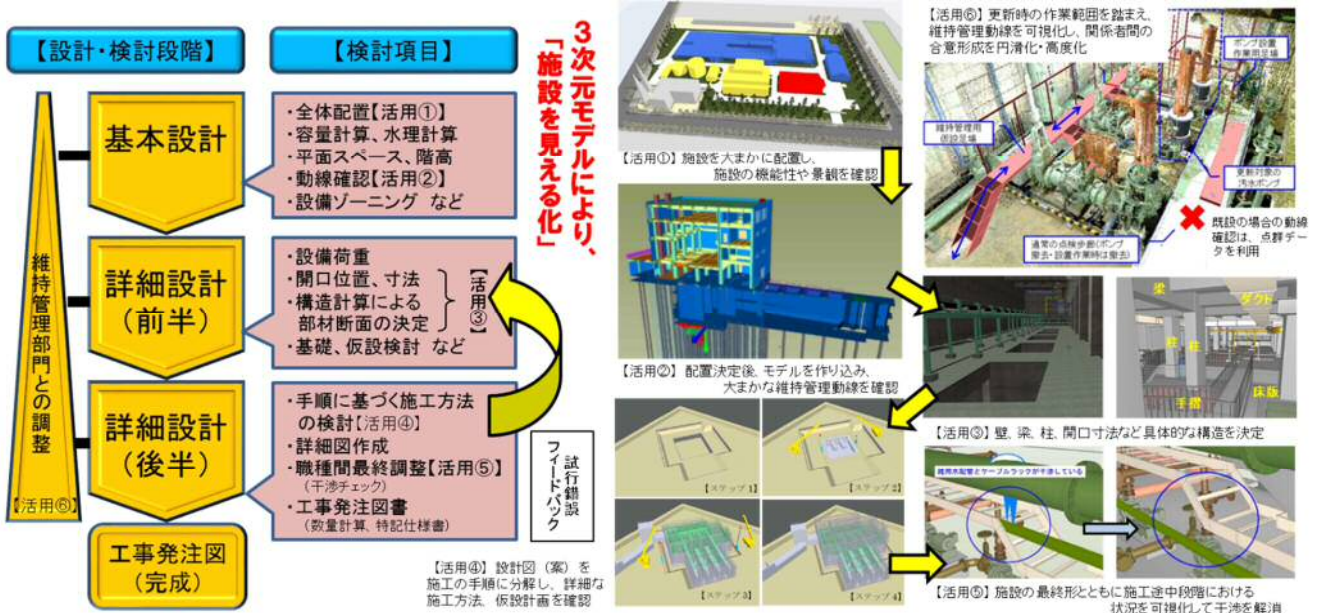 【設計・検討段階】
【検討項目】
基本設計
・全体配置【活用①】
・容量計算、水理計算
・平面スペース、階高
・動線確認【活用②】
・設備ゾーニング など
詳細設計
(前半)
・設備荷重
・開口位置、寸法
・構造計算による
部材断面の決定
・基礎、仮設検討 など
【活用③】
詳細設計
(後半)
・手順に基づく施工方法
の検討【活用④】
・詳細図作成
・職種間最終調整【活用⑤】
(干渉チェック)
・工事発注図書
(数量計算、特記仕様書)
工事発注図
(完成)
維持管理部門との調整
【活用⑥】
試行錯誤
フィードバック
3次元モデルにより、
「施設を見える化」
【活用④】設計図(案)を
施工の手順に分解し、詳細な
施工方法、仮設計画を確認
【活用①】施設を大まかに配置し、
施設の機能性や景観を確認
【活用②】配置決定後、モデルを作り込み、
大まかな維持管理動線を確認
【ステップ1】
【ステップ2】
【ステップ3】
【ステップ4】
【活用⑥】更新時の作業範囲を踏まえ、
維持管理動線を可視化し、関係者間の
合意形成を円滑化・高度化
ポンプ設置
作業用足場
維持管理用
仮設足場
更新対象の
汚水ポンプ
通常の点検歩廊(ポンプ
撤去・設置作業時は撤去)
既設の場合の動線
確認は、点群デー
タを利用
梁
ダクト
柱
柱
手摺
床版
【活用③】壁、梁、柱、開口寸法など具体的な構造を決定
雑用水配管とケーブルラックが干渉している
【活用⑤】施設の最終形とともに施工途中段階における
状況を可視化して干渉を解消